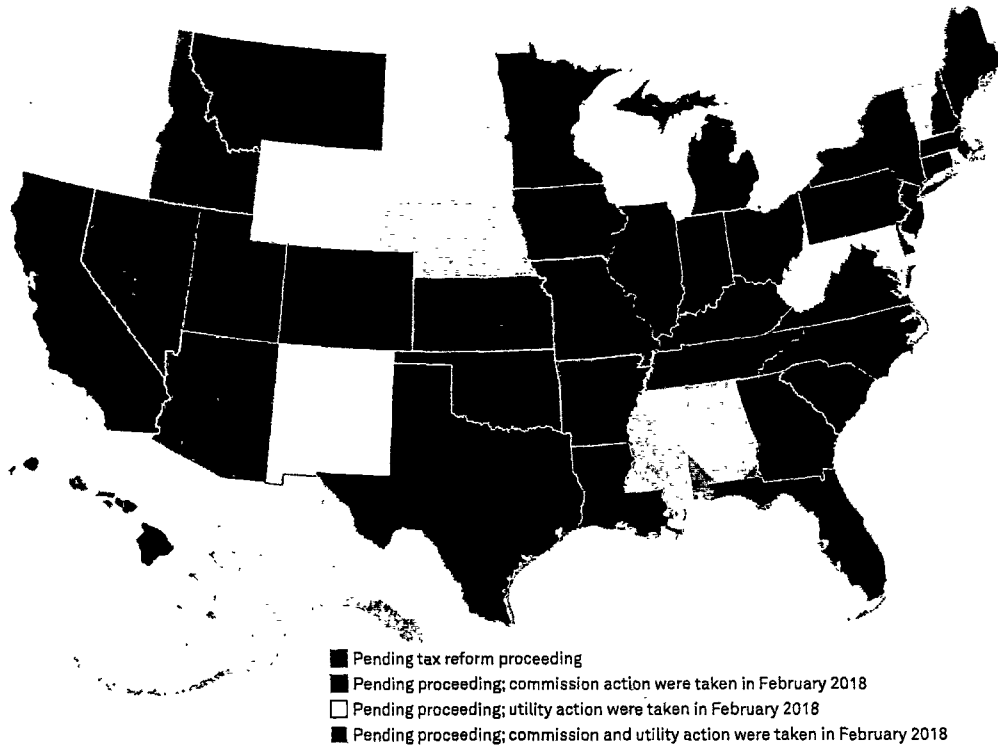 Pending tax reform proceeding
Pending proceeding; commission action were taken in February 2018
Pending proceeding; utility action were taken in February 2018
Pending proceeding; commission and utility action were taken in February 2018